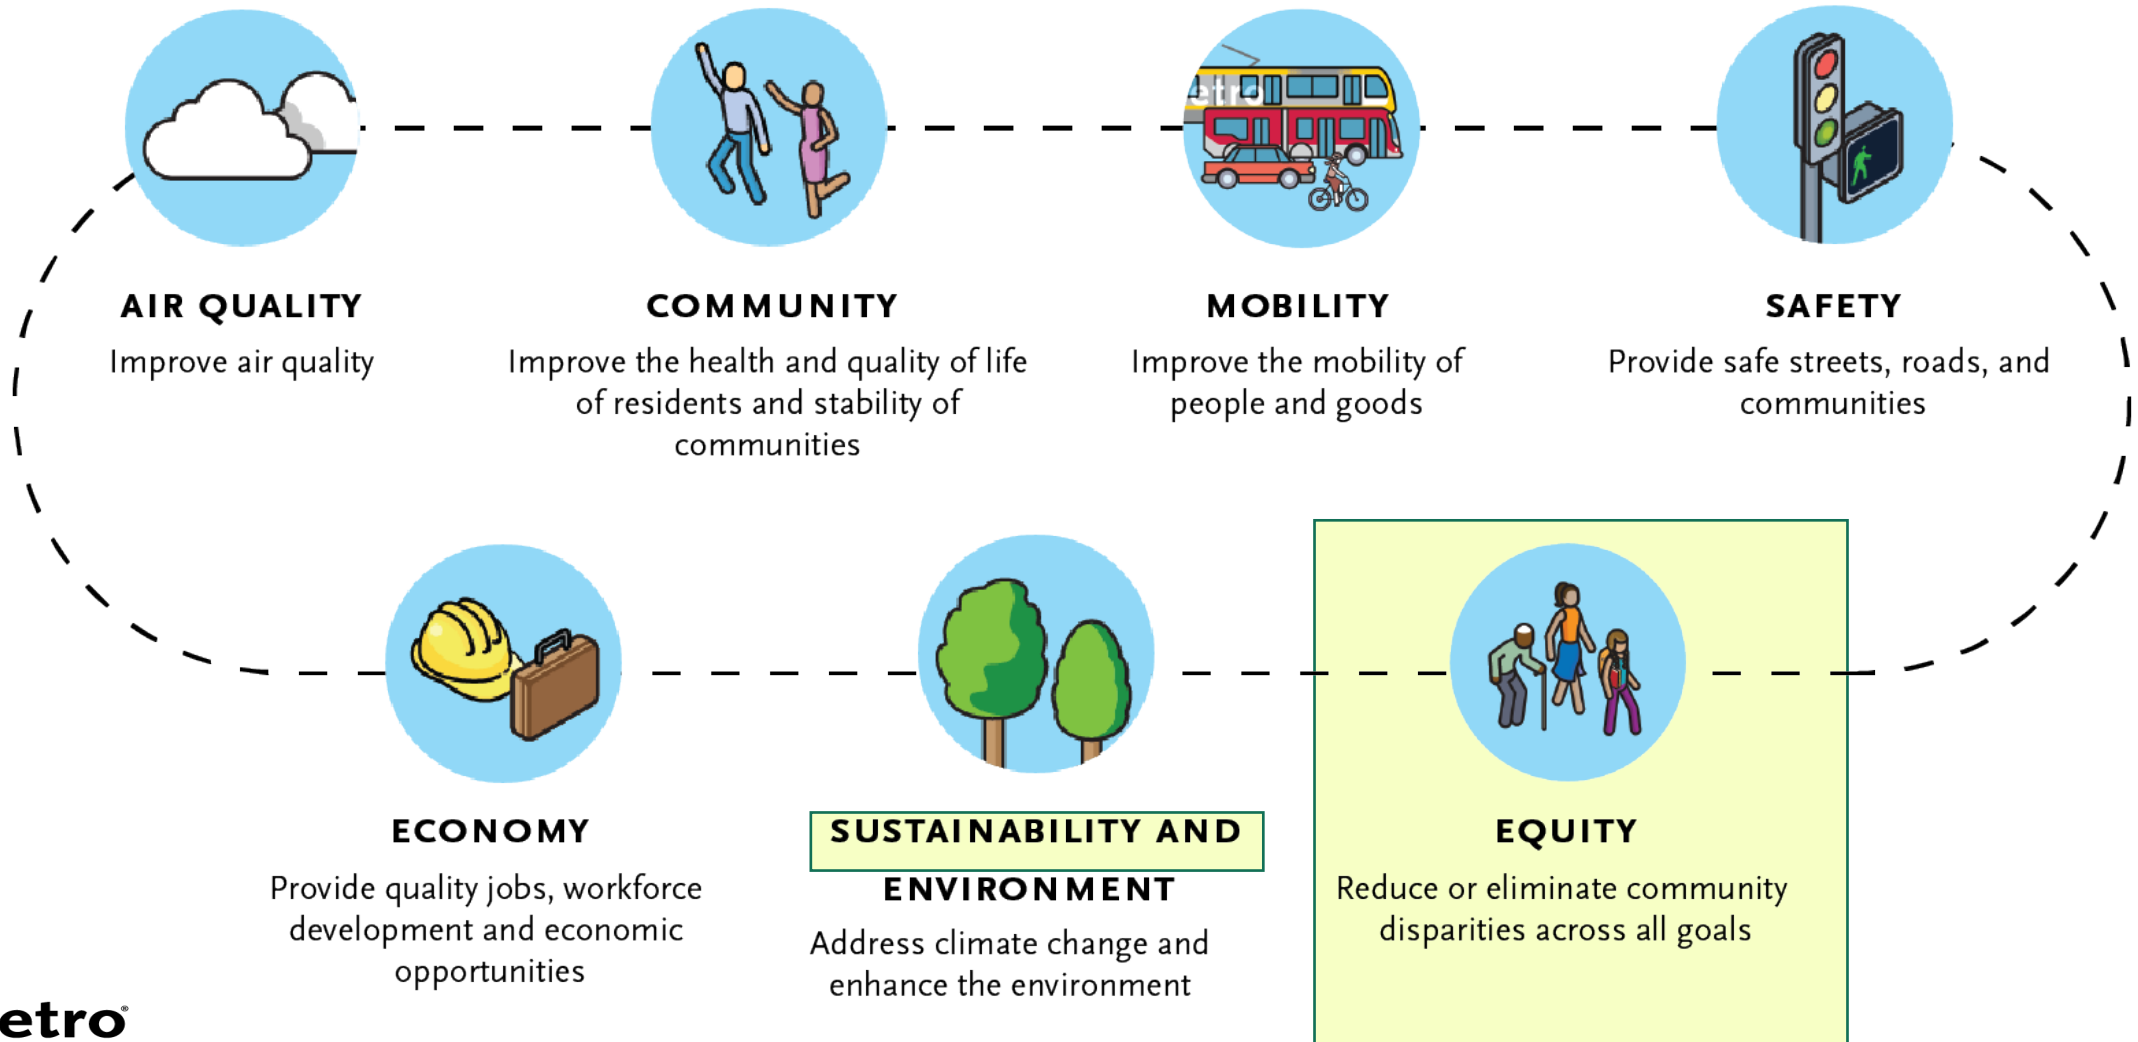 etro
AIR QUALITY
Improve air quality
COMMUNITY
Improve the health and quality of life
of residents and stability of
communities
MOBILITY
Improve the mobility of
people and goods
SAFETY
Provide safe streets, roads, and
communities
ECONOMY
Provide quality jobs, workforce
development and economic
opportunities
SUSTAINABILITY AND
ENVIRONMENT
Address climate change and
enhance the environment
EQUITY
Reduce or eliminate community
disparities across all goals
etro®